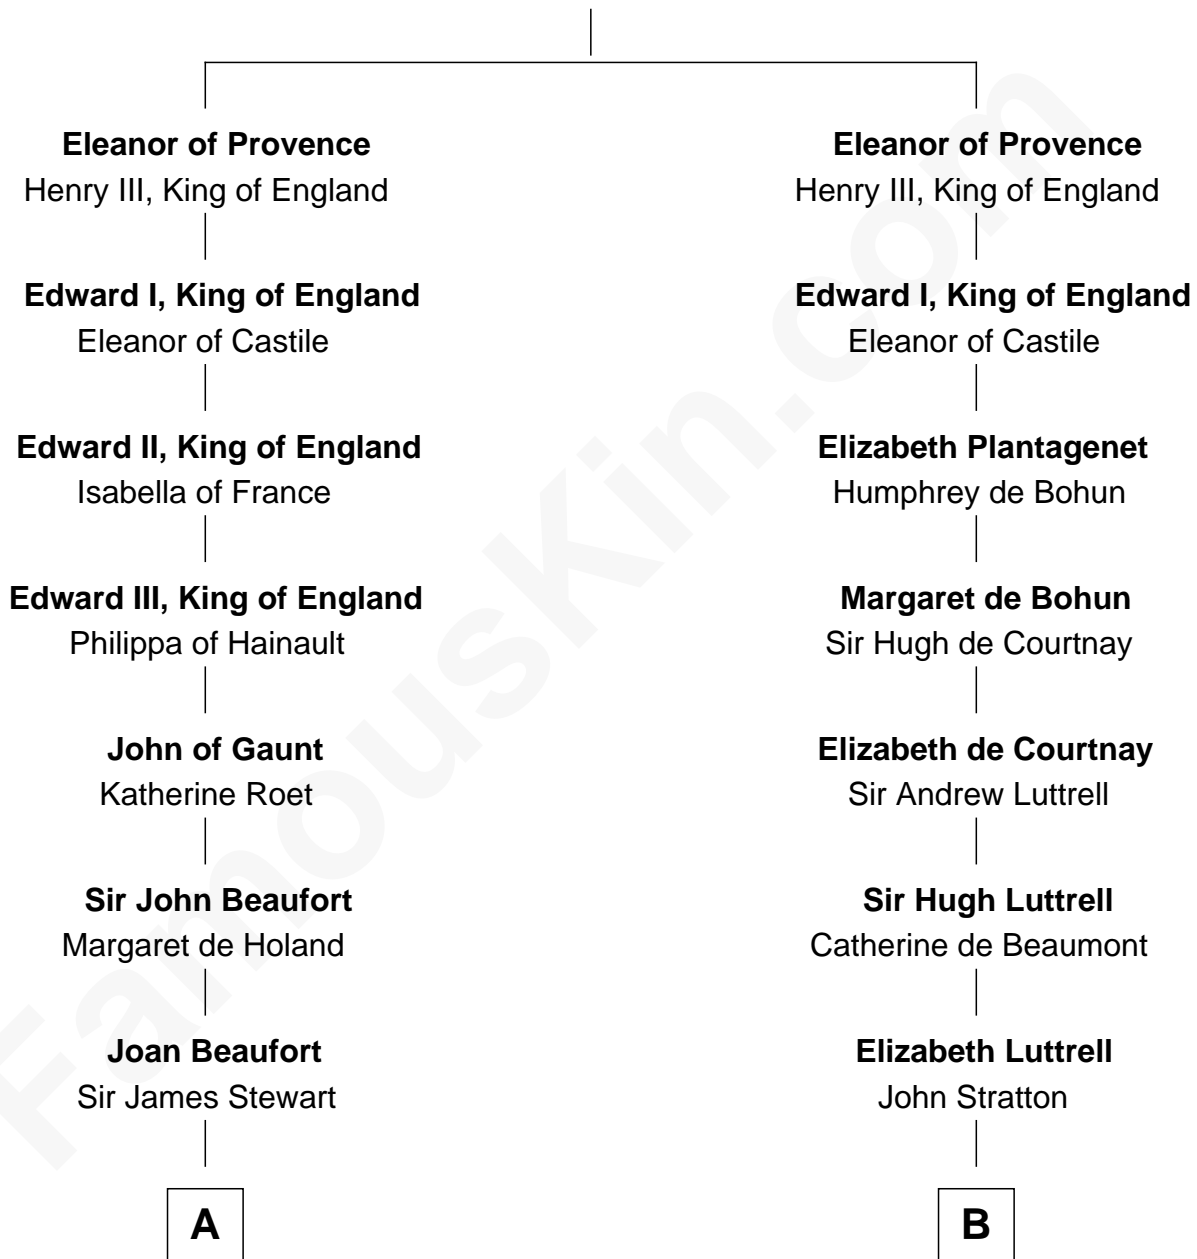 Eleanor of Provence
Henry III, King of England
Edward I, King of England
Eleanor of Castile
Edward II, King of England
Isabella of France
Edward III, King of England
Philippa of Hainault
John of Gaunt
Katherine Roet
Sir John Beaufort
Margaret de Holand
Joan Beaufort
Sir James Stewart
A
Eleanor of Provence
Henry III, King of England
Edward I, King of England
Eleanor of Castile
Elizabeth Plantagenet
Humphrey de Bohun
Margaret de Bohun
Sir Hugh de Courtnay
Elizabeth de Courtnay
Sir Andrew Luttrell
Sir Hugh Luttrell
Catherine de Beaumont
Elizabeth Luttrell
John Stratton
B
FamousKin.com